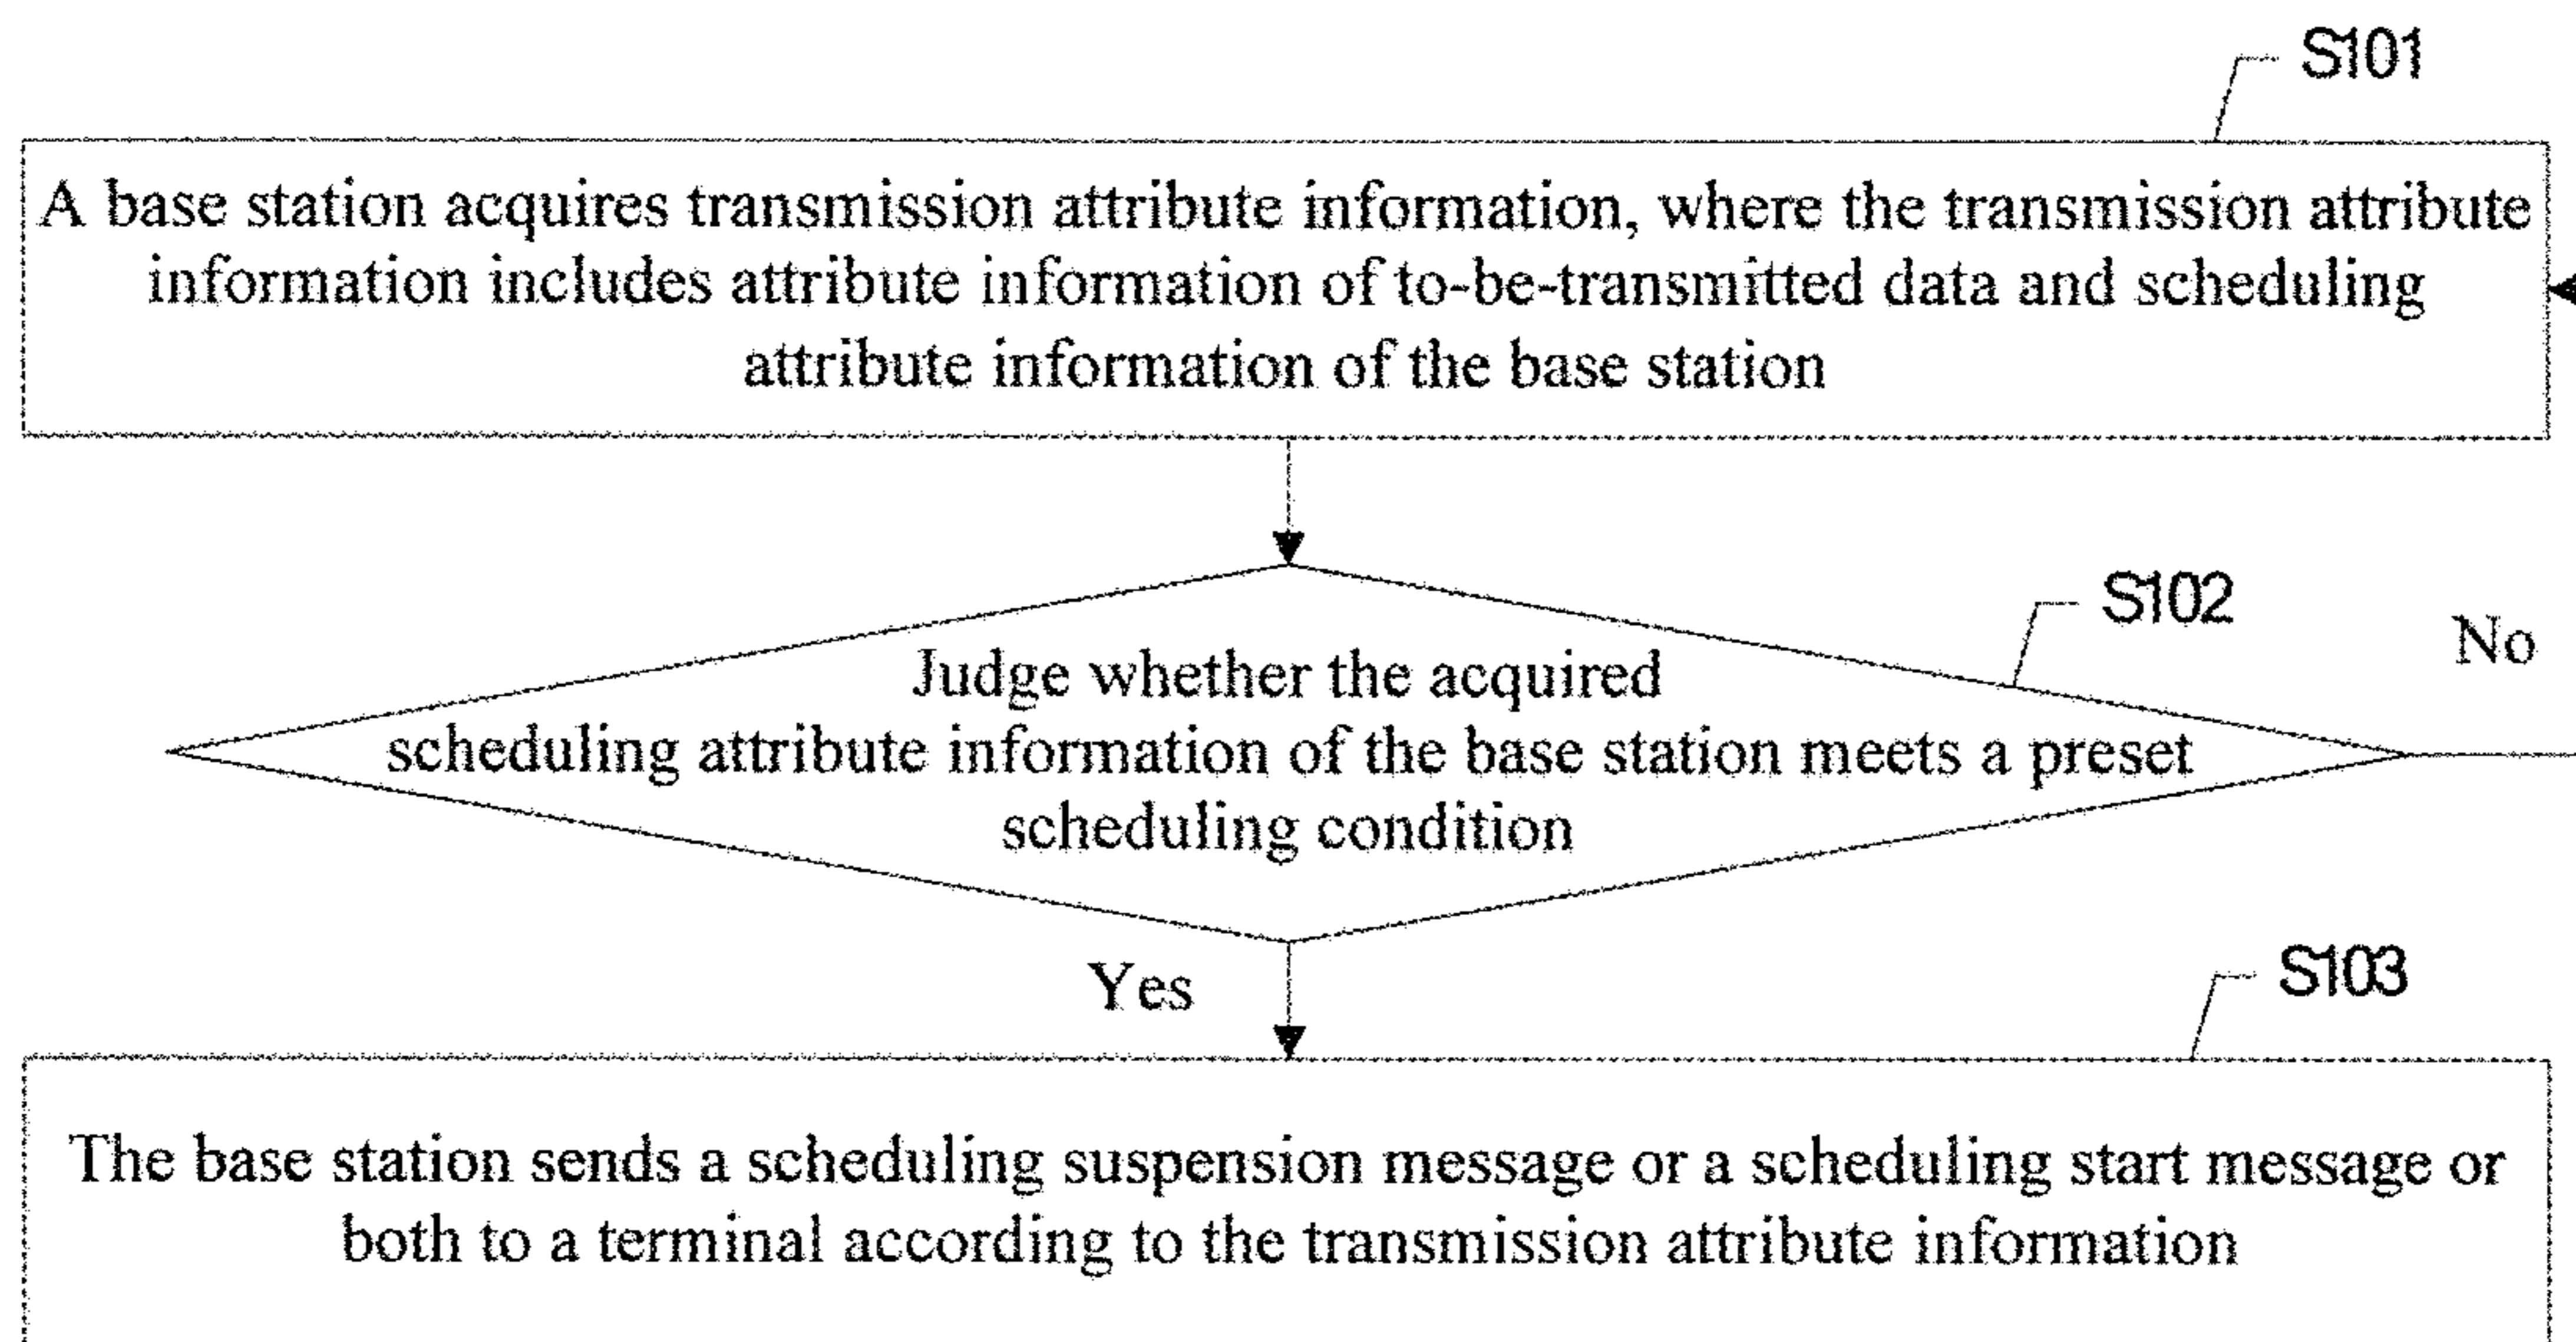 S101
A base station acquires transmission attribute information, where the transmission attribute
information includes attribute information of to-be-transmitted data and scheduling
attribute information of the base station
S102
No
Judge whether the acquired
scheduling attribute information of the base station meets a preset
scheduling condition
Yes
S103
The base station sends a scheduling suspension message or a scheduling start message or
both to a terminal according to the transmission attribute information